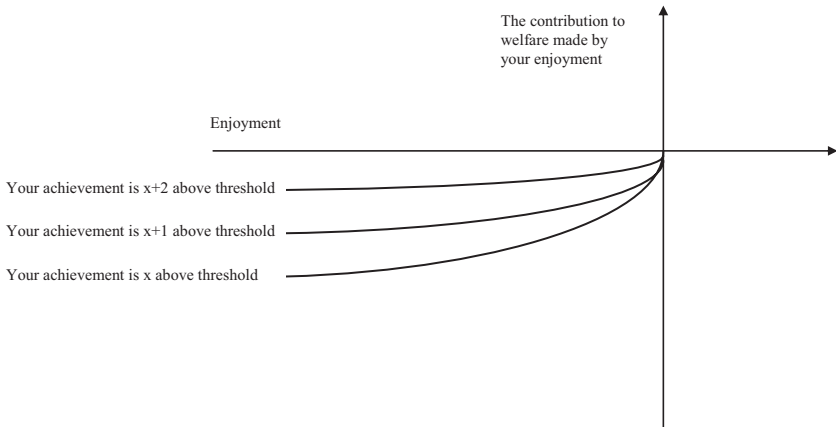 The contribution to
welfare made by
your enjoyment
Enjoyment
Your achievement is x+2 above threshold
Your achievement is x+1 above threshold
Your achievement is x above threshold